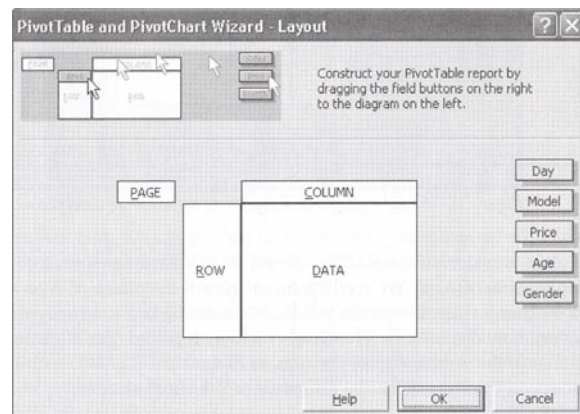 PivotTable and PivotChart Wizard - Layout
Construct your PivotTable report by
dragging the field buttons on the right
to the diagram on the left.
PAGE
COLUMN
ROW
DATA
Day
Model
Price
Age
Gender
Help
OK
Cancel